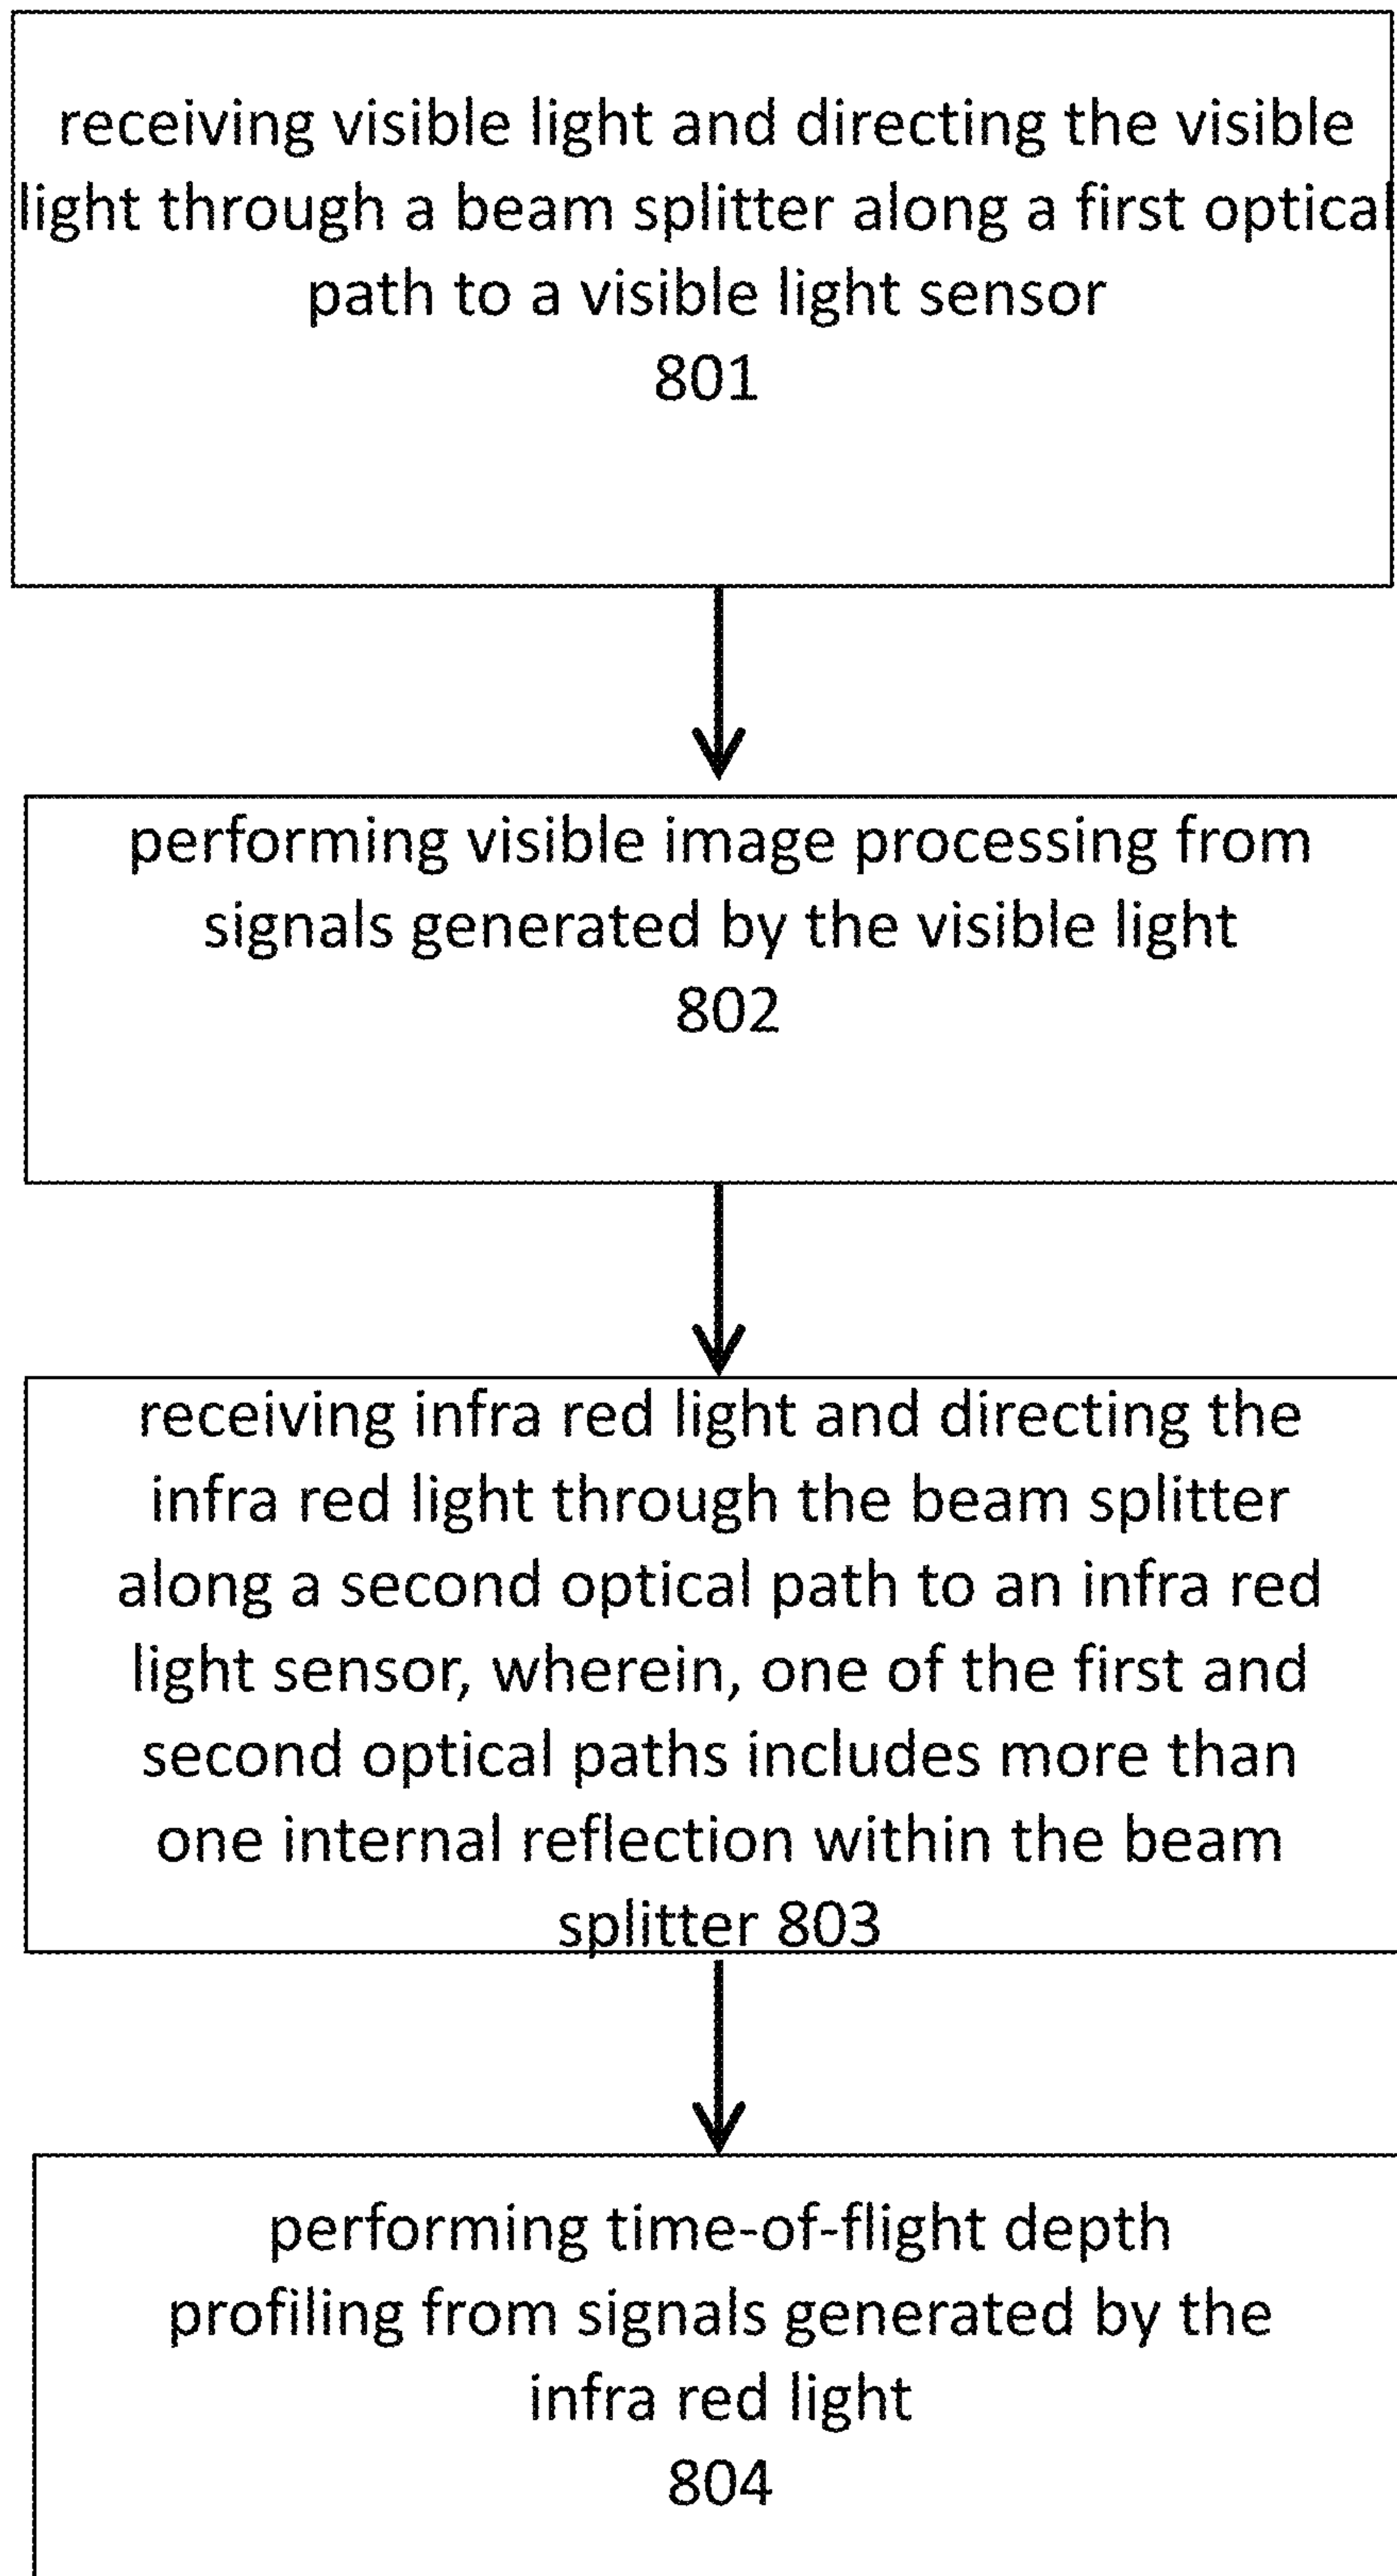 receiving visible light and directing the visible
light through a beam splitter along a first optical
path to a visible light sensor
801
performing visible image processing from
signals generated by the visible light
802
receiving infra red light and directing the
infra red light through the beam splitter
along a second optical path to an infra red
light sensor, wherein, one of the first and
second optical paths includes more than
one internal reflection within the beam
splitter 803
performing time-of-flight depth
profiling from signals generated by the
infra red light
804